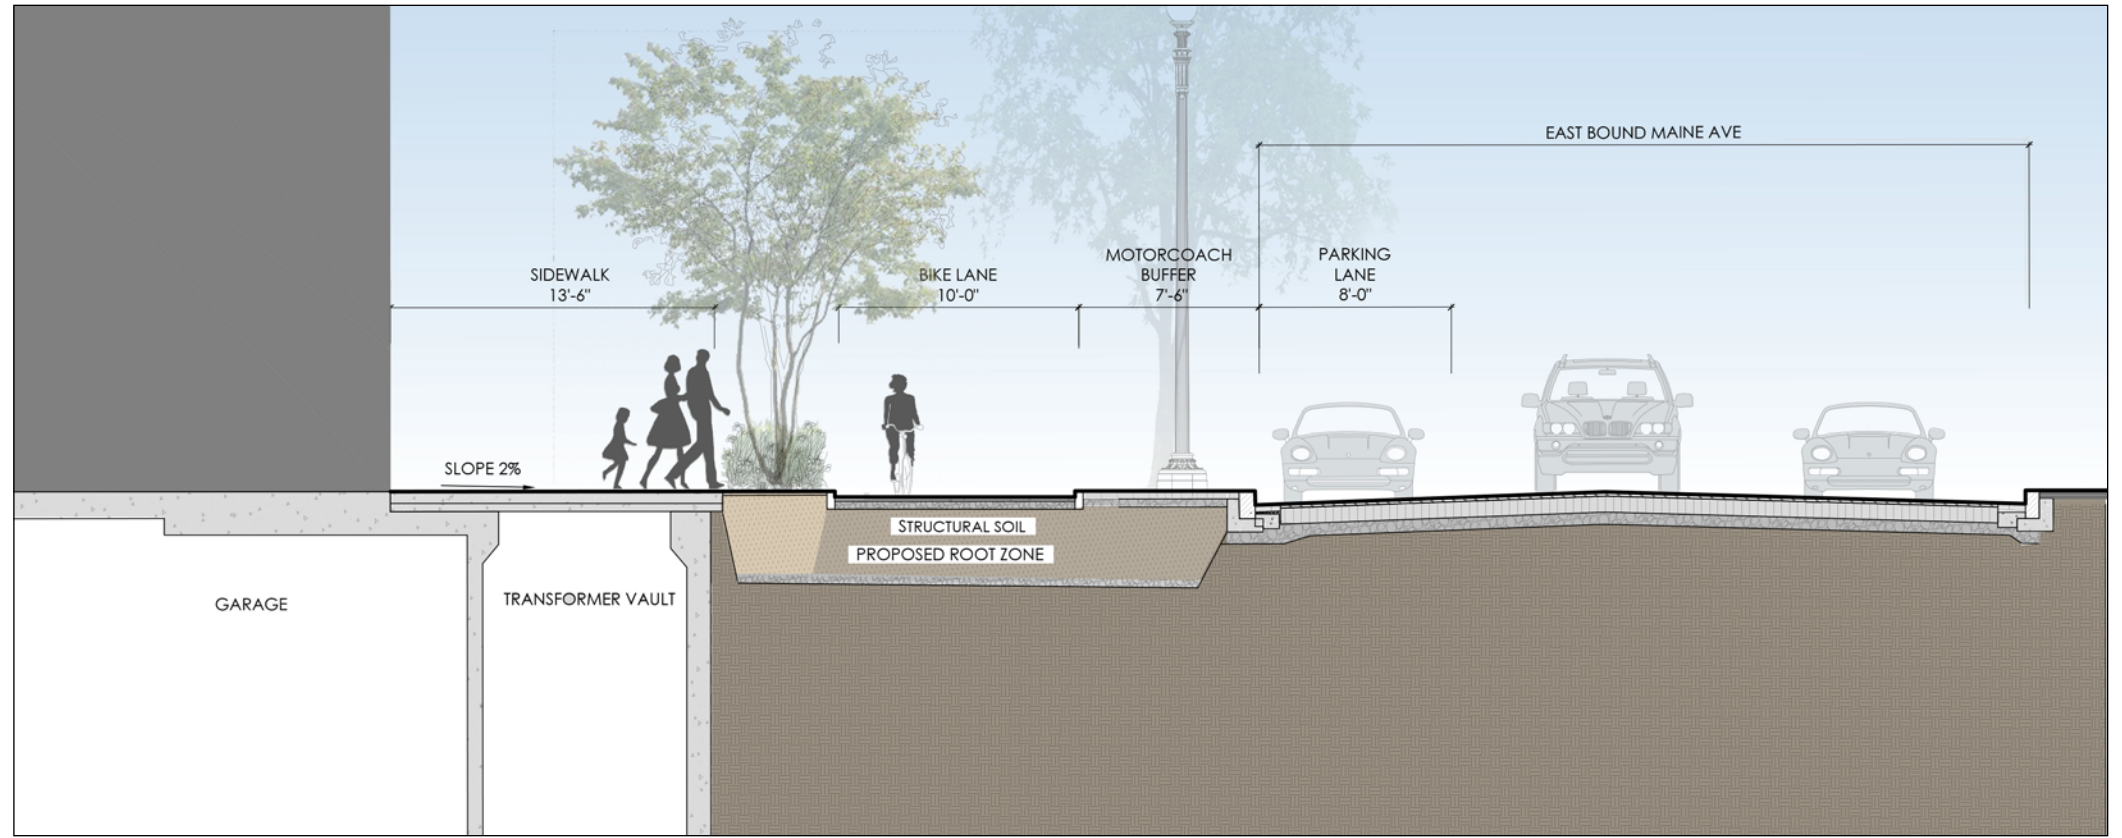 EAST BOUND MAINE AVE
SIDEWALK
13'-6"
BIKE LANE
10'-0"
MOTORCOACH
BUFFER
7'-6"
PARKING
LANE
8'-0"
SLOPE 2%
STRUCTURAL SOIL
PROPOSED ROOT ZONE
GARAGE
TRANSFORMER VAULT